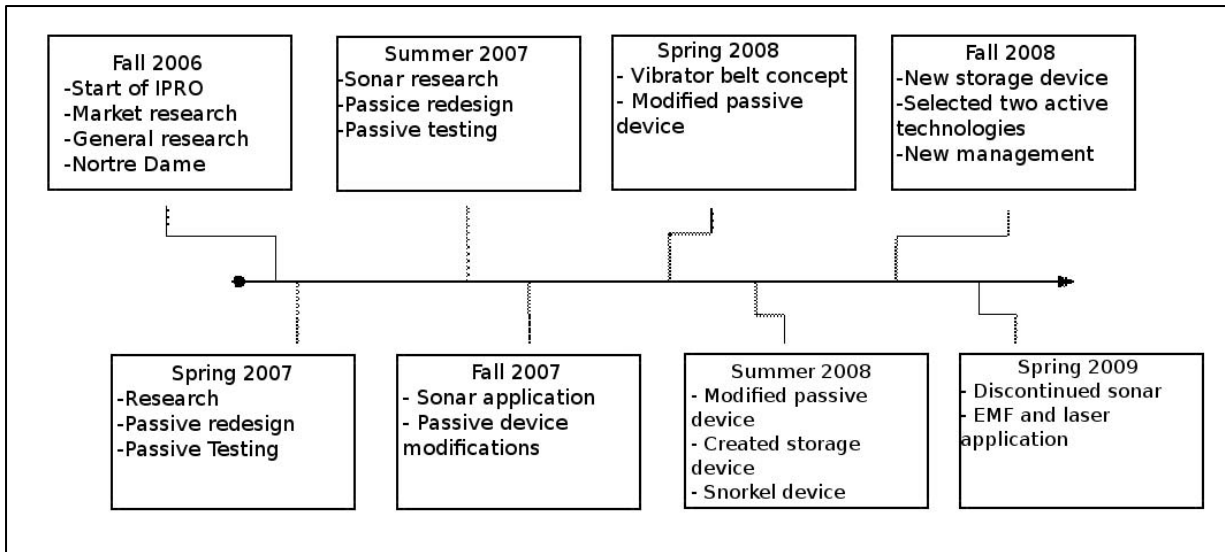 Fall 2006
-Start of IPRO
-Market research
-General research
-Nortre Dame
Summer 2007
-Sonar research
-Passice redesign
-Passive testing
Spring 2008
- Vibrator belt concept
- Modified passive
device
Fall 2008
-New storage device
-Selected two active
technologies
-New management
Spring 2007
-Research
-Passive redesign
-Passive Testing
Fall 2007
- Sonar application
- Passive device
modifications
Summer 2008
- Modified passive
device
- Created storage
device
- Snorkel device
Spring 2009
- Discontinued sonar
- EMF and laser
application